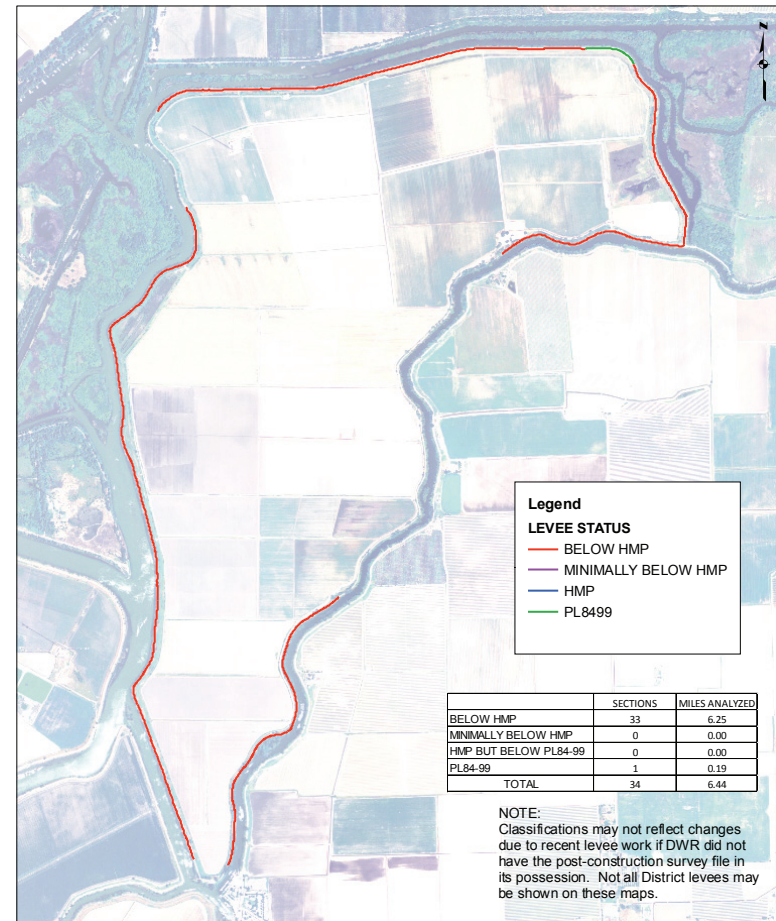 N
Legend
LEVEE STATUS
BELOW HMP
MINIMALLY BELOW HMP
HMP
PL8499
SECTIONS MILES ANALYZED
BELOW HMP 33 6.25
MINIMALLY BELOW HMP 0 0.00
HMP BUT BELOW PL84-99 0 0.00
PL84-99 1 0.19
TOTAL 34 6.44
NOTE:
Classifications may not reflect changes
due to recent levee work if DWR did not
have the post-construction survey file in
its possession.  Not all District levees may
be shown on these maps.